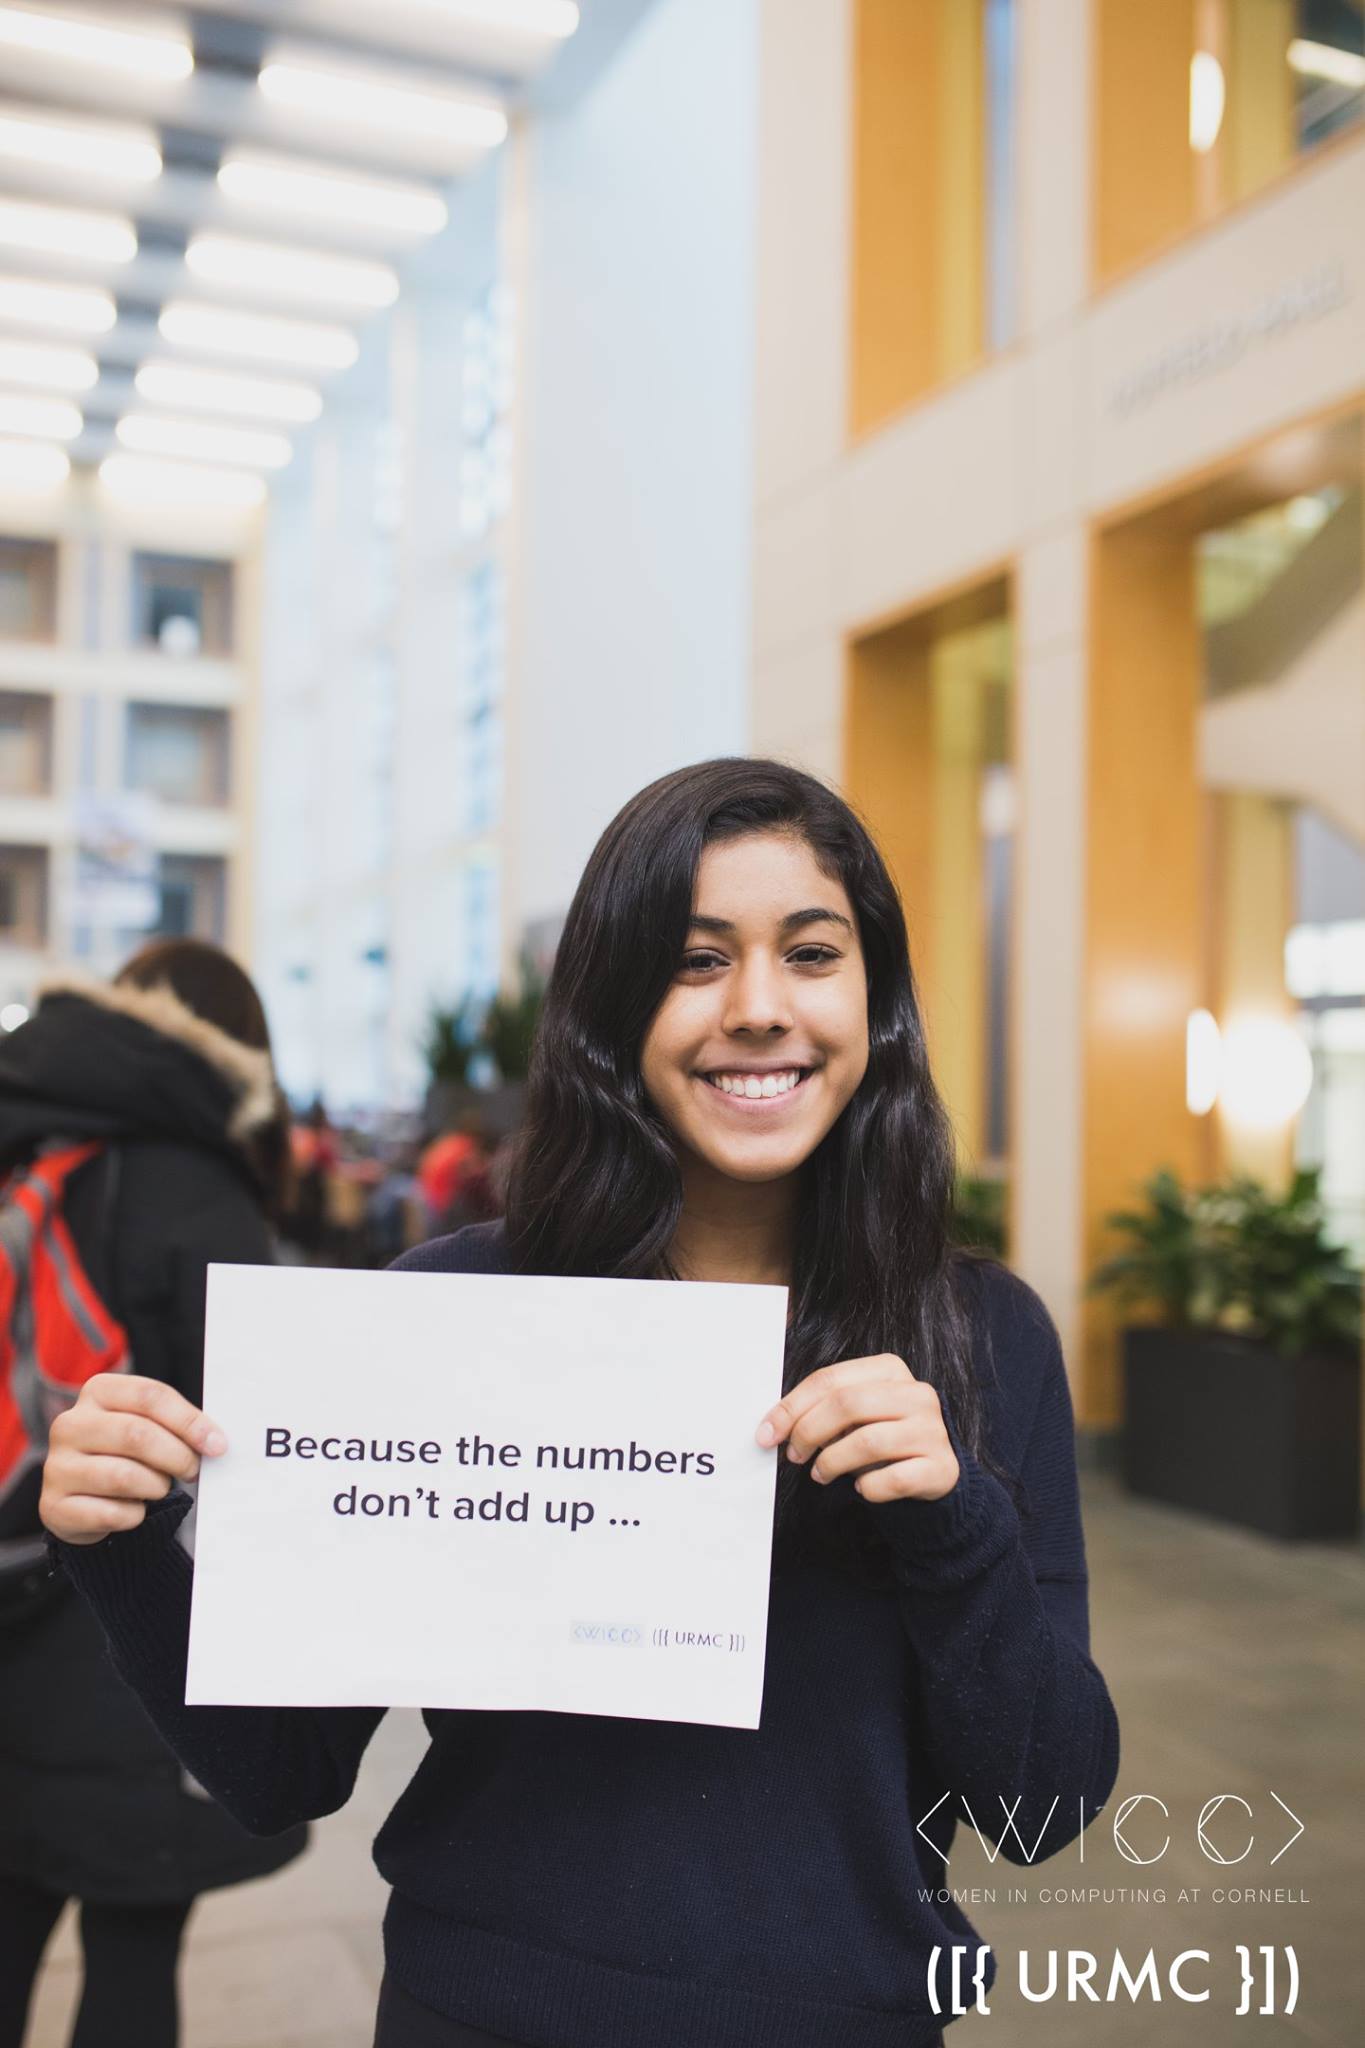 Because the numbers
don't add up ...
<WICC> ([{ URMC }])
<WICC>
WOMEN IN COMPUTING AT CORNELL
([{ URMC }])